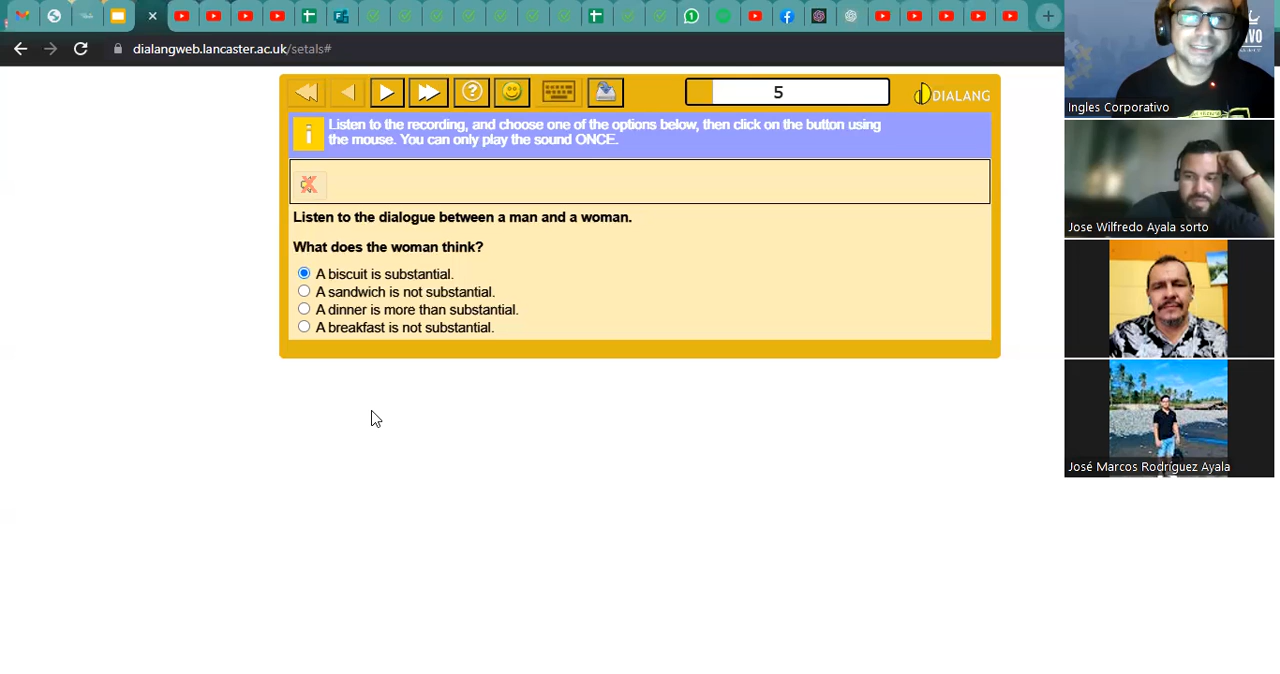 dialangweb.lancaster.ac.uk/setals#
5
DIALANG
i
Listen to the recording, and choose one of the options below, then click on the button using
the mouse. You can only play the sound ONCE.
Listen to the dialogue between a man and a woman.
What does the woman think?
A biscuit is substantial.
A sandwich is not substantial.
A dinner is more than substantial.
A breakfast is not substantial.
Ingles Corporativo
Jose Wilfredo Ayala sorto
José Marcos Rodríguez Ayala